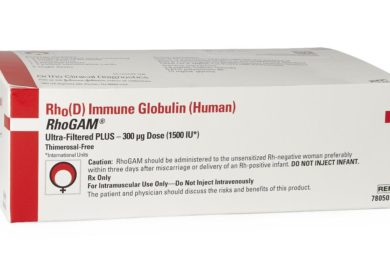 Rho(D) Immune Globulin (Human)
RhoGAM®
Ultra-Filtered PLUS – 300 µg Dose (1500 IU*)
Thimerosal-Free
*International Units
Caution: RhoGAM should be administered to the unsensitized Rh-negative woman preferably
within three days after miscarriage or delivery of an Rh-positive infant. DO NOT INJECT INFANT.
Rx Only
For Intramuscular Use Only—Do Not Inject Intravenously
The patient and physician should discuss the risks and benefits of this product.
REF
78050